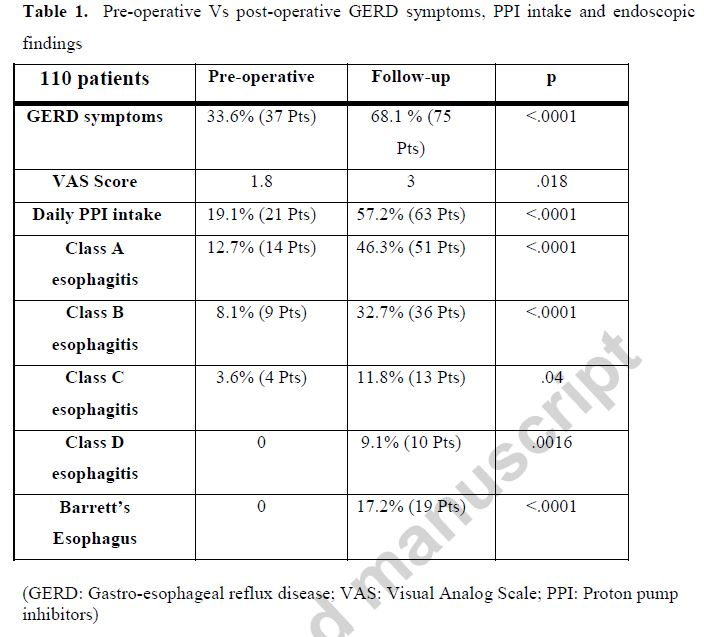 Table 1. Pre-operative Vs post-operative GERD symptoms, PPI intake and endoscopic
findings
110 patients Pre-operative Follow-up p
GERD symptoms 33.6% (37 Pts) 68.1 % (75 <.0001
Pts)
VAS Score 1.8 3 .018
Daily PPI intake 19.1% (21 Pts) 57.2% (63 Pts) <.0001
Class A 12.7% (14 Pts) 46.3% (51 Pts) <.0001
esophagitis
Class B 8.1% (9 Pts) 32.7% (36 Pts) <.0001
esophagitis
Class C 3.6% (4 Pts) 11.8% (13 Pts) .04
esophagitis
Class D 0 9.1% (10 Pts) .0016
esophagitis
Barrett's 0 17.2% (19 Pts) <.0001
Esophagus
(GERD: Gastro-esophageal reflux disease; VAS: Visual Analog Scale; PPI: Proton pump
inhibitors)
d manuscript